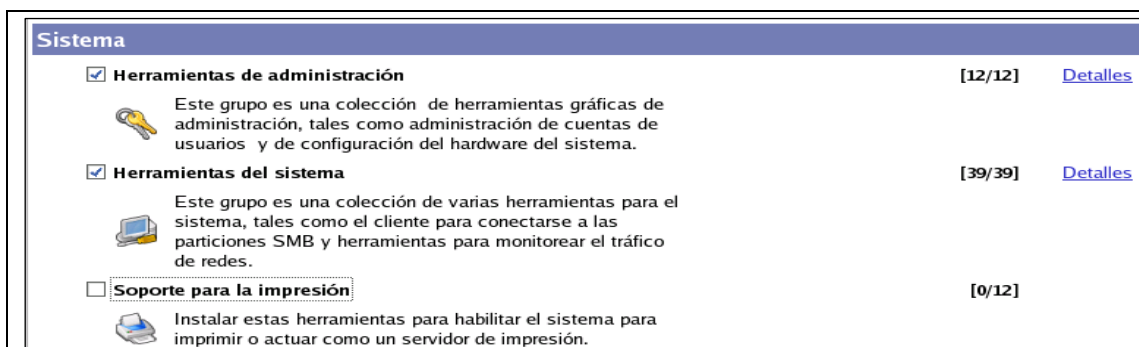 Sistema
Herramientas de administración [12/12] Detalles
Este grupo es una colección de herramientas gráficas de
administración, tales como administración de cuentas de
usuarios y de configuración del hardware del sistema.
Herramientas del sistema [39/39] Detalles
Este grupo es una colección de varias herramientas para el
sistema, tales como el cliente para conectarse a las
particiones SMB y herramientas para monitorear el tráfico
de redes.
Soporte para la impresión [0/12]
Instalar estas herramientas para habilitar el sistema para
imprimir o actuar como un servidor de impresión.